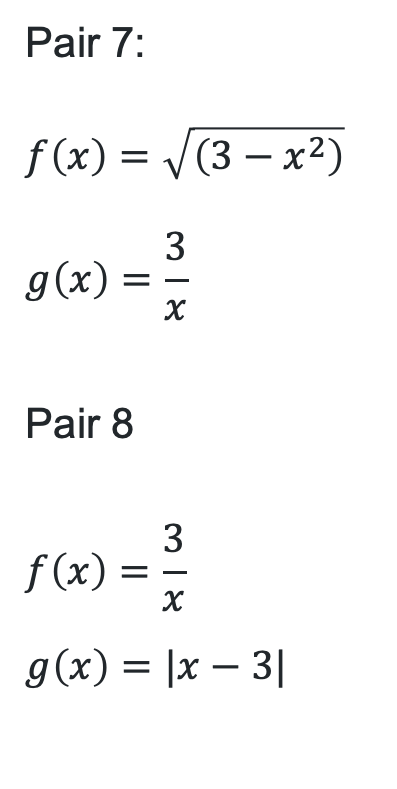 Pair 7:
f(x) = √(3 − x²)
g(x) = 3/x
Pair 8
f(x) = 3/x
g(x) = |x − 3|